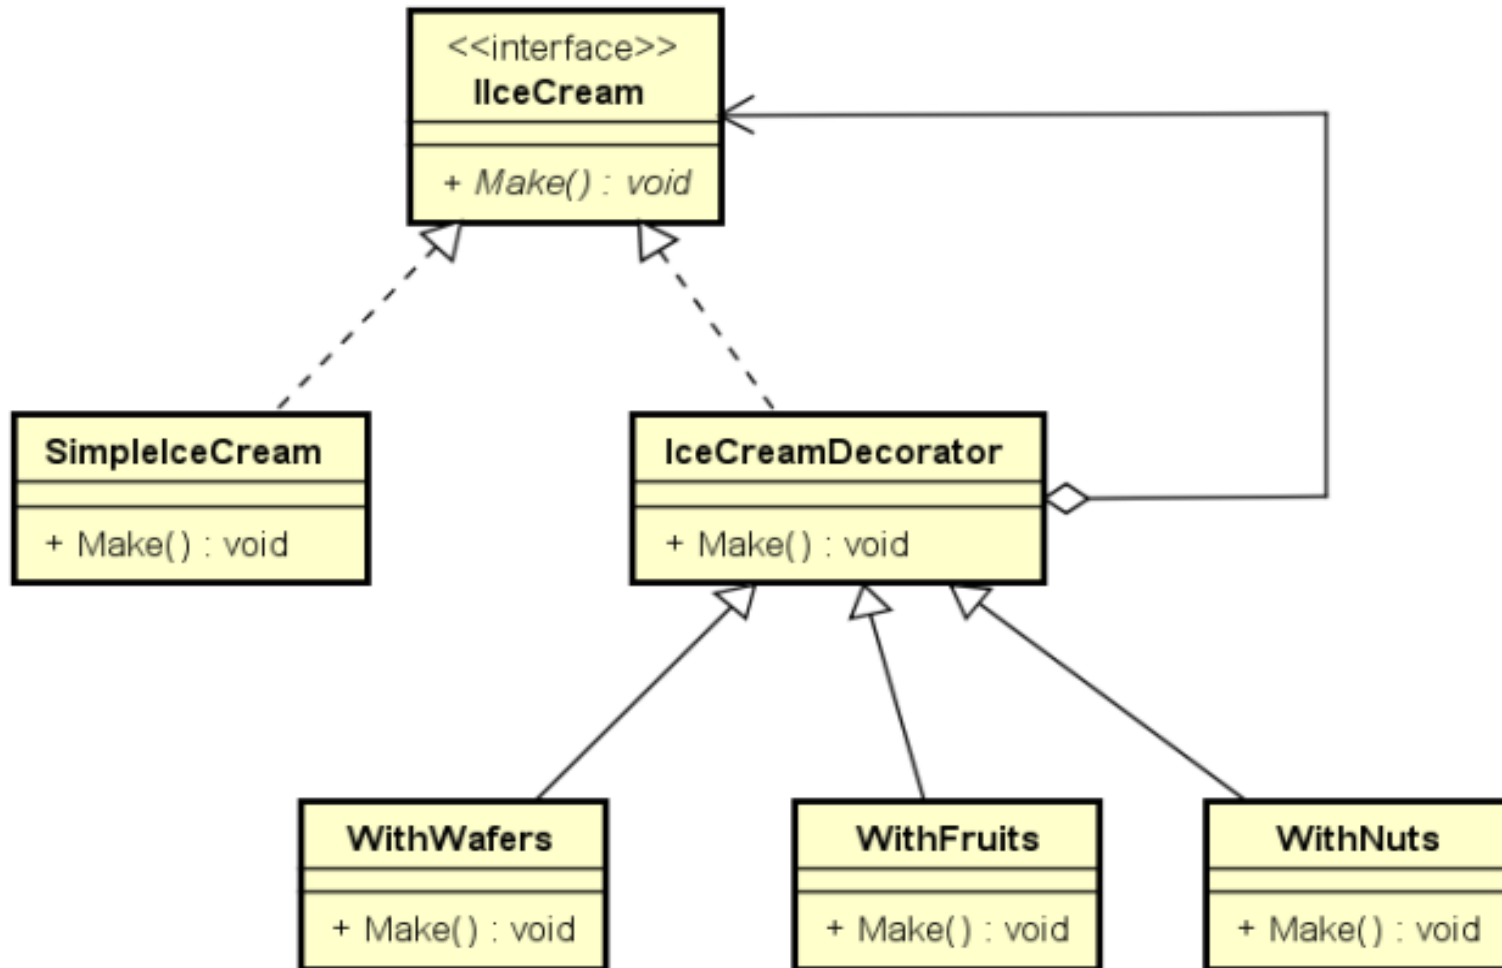 <<interface>>
IIceCream
+ Make() : void
SimpleIceCream
+ Make() : void
IceCreamDecorator
+ Make() : void
WithWafers
+ Make() : void
WithFruits
+ Make() : void
WithNuts
+ Make() : void